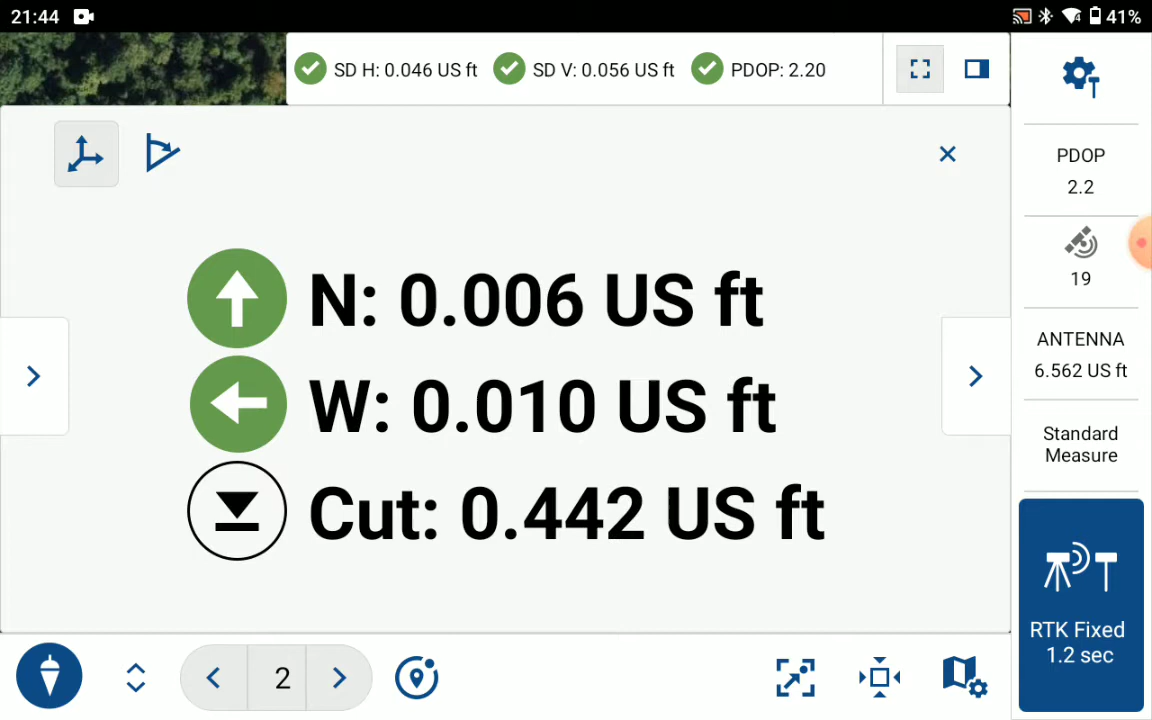 21:44
4
41%
SD H: 0.046 US ft
SD V: 0.056 US ft
PDOP: 2.20
PDOP
2.2
19
ANTENNA
6.562 US ft
Standard
Measure
N: 0.006 US ft
W: 0.010 US ft
Cut: 0.442 US ft
RTK Fixed
1.2 sec
2